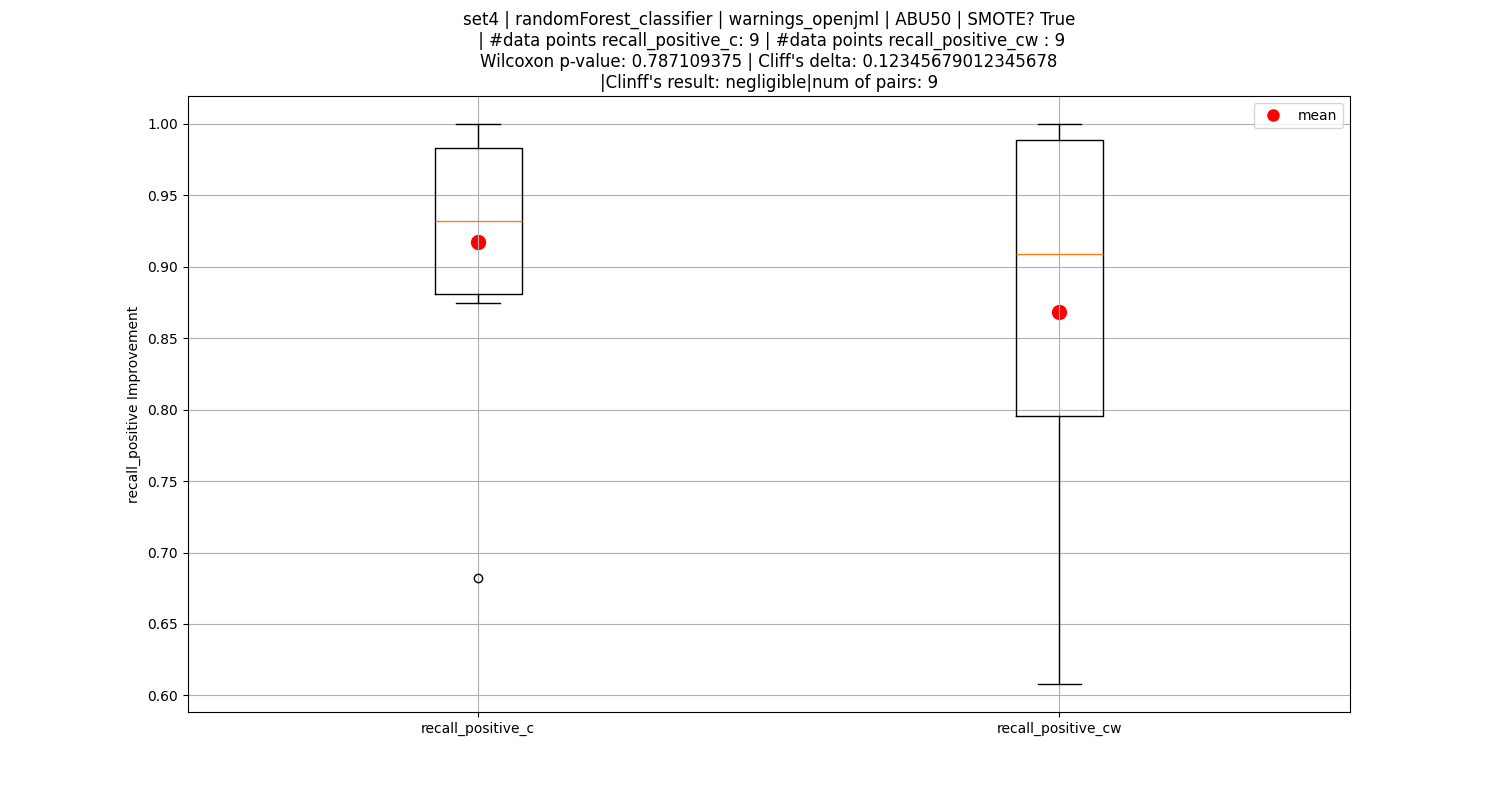 set4 | randomForest_classifier | warnings_openjml | ABU50 | SMOTE? True
| #data points recall_positive_c: 9 | #data points recall_positive_cw : 9
Wilcoxon p-value: 0.787109375 | Cliff's delta: 0.12345679012345678
|Clinff's result: negligible|num of pairs: 9
mean
recall_positive Improvement
1.00
0.95
0.90
0.85
0.80
0.75
0.70
0.65
0.60
recall_positive_c
recall_positive_cw